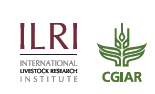 ILRI
INTERNATIONAL
LIVESTOCK RESEARCH
INSTITUTE
CGIAR